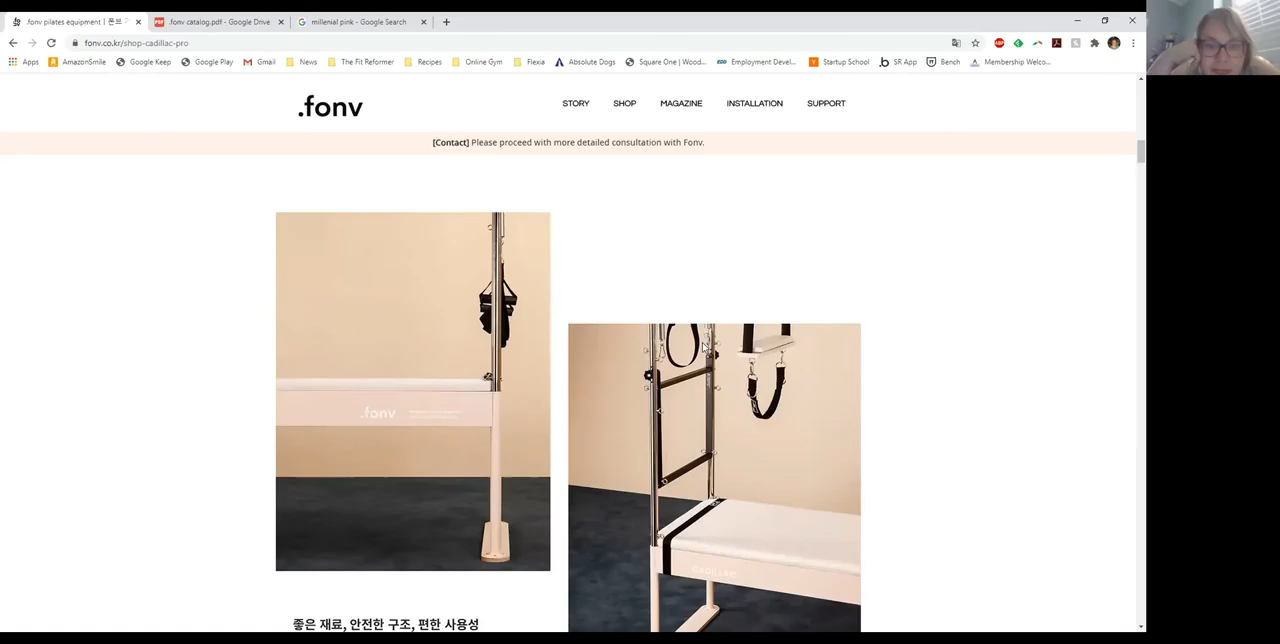 .fonv pilates equipment | 폰브
.fonv catalog.pdf - Google Drive
millenial pink - Google Search
fonv.co.kr/shop-cadillac-pro
Apps
AmazonSmile
Google Keep
Google Play
Gmail
News
The Fit Reformer
Recipes
Online Gym
Flexia
Absolute Dogs
Square One | Wood...
Employment Devel...
Startup School
SR App
Bench
Membership Welco...
.fonv
STORY
SHOP
MAGAZINE
INSTALLATION
SUPPORT
[Contact] Please proceed with more detailed consultation with Fonv.
.fonv
CADILLAC
좋은 재료, 안전한 구조, 편한 사용성